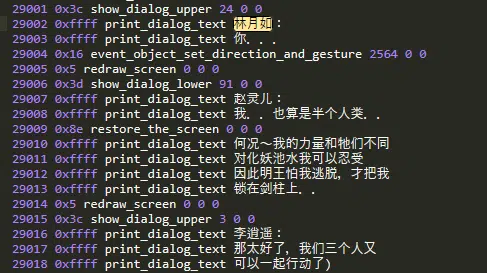 29001 0x3c show_dialog_upper 24 0 0
29002 0xffff print_dialog_text 林月如：
29003 0xffff print_dialog_text 你．．．
29004 0x16 event_object_set_direction_and_gesture 2564 0 0
29005 0x5 redraw_screen 0 0 0
29006 0x3d show_dialog_lower 91 0 0
29007 0xffff print_dialog_text 赵灵儿：
29008 0xffff print_dialog_text 我．．也算是半个人类．．
29009 0x8e restore_the_screen 0 0 0
29010 0xffff print_dialog_text 何况～我的力量和牠们不同
29011 0xffff print_dialog_text 对化妖池水我可以忍受
29012 0xffff print_dialog_text 因此明王怕我逃脱，才把我
29013 0xffff print_dialog_text 锁在剑柱上．．
29014 0x5 redraw_screen 0 0 0
29015 0x3c show_dialog_upper 3 0 0
29016 0xffff print_dialog_text 李逍遥：
29017 0xffff print_dialog_text 那太好了，我们三个人又
29018 0xffff print_dialog_text 可以一起行动了)